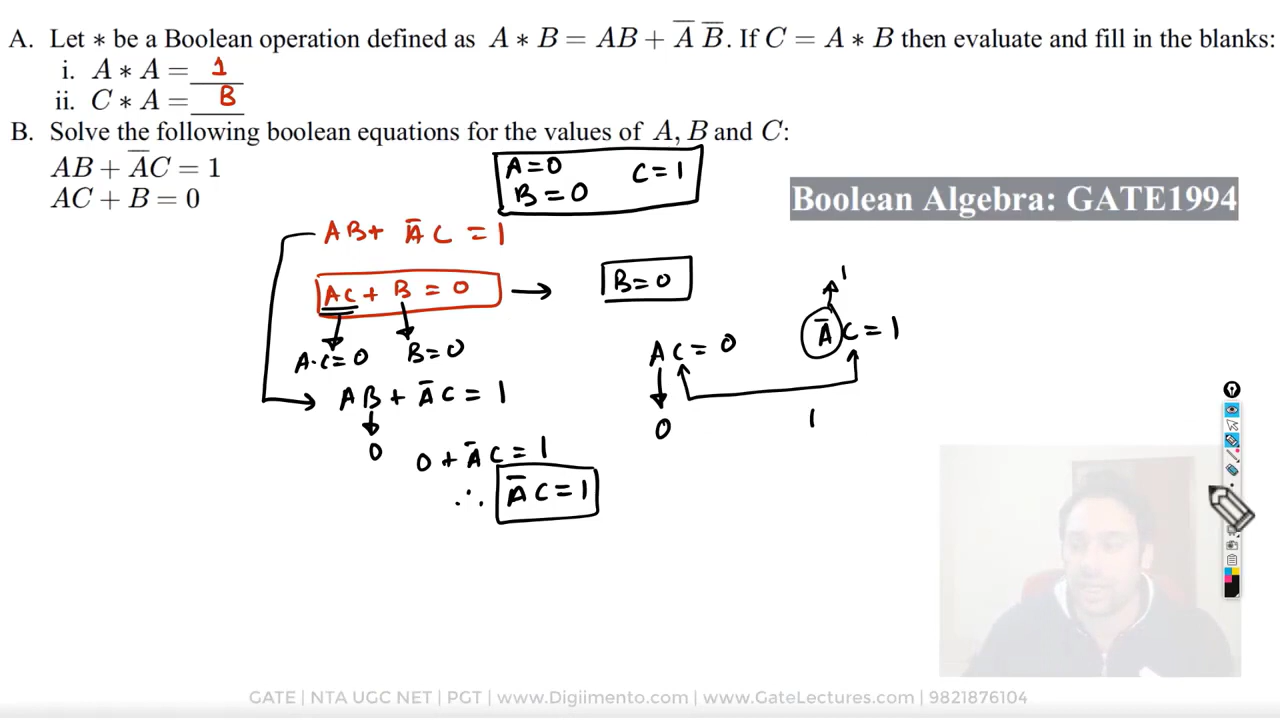 A. Let * be a Boolean operation defined as A * B = AB + A̅ B̅. If C = A * B then evaluate and fill in the blanks:
i. A * A = 1
ii. C * A = B
B. Solve the following boolean equations for the values of A, B and C:
AB + A̅C = 1
AC + B = 0
A=0 C=1
B=0
Boolean Algebra: GATE1994
AB+ A̅ C = 1
AC + B = 0
B=0
A·C=0 B=0
AB + A̅C = 1
0
0 + A̅ C = 1
∴ A̅ C = 1
AC = 0
0
1
A̅C = 1
1
GATE | NTA UGC NET | PGT | www.Digiimento.com | www.GateLectures.com | 9821876104